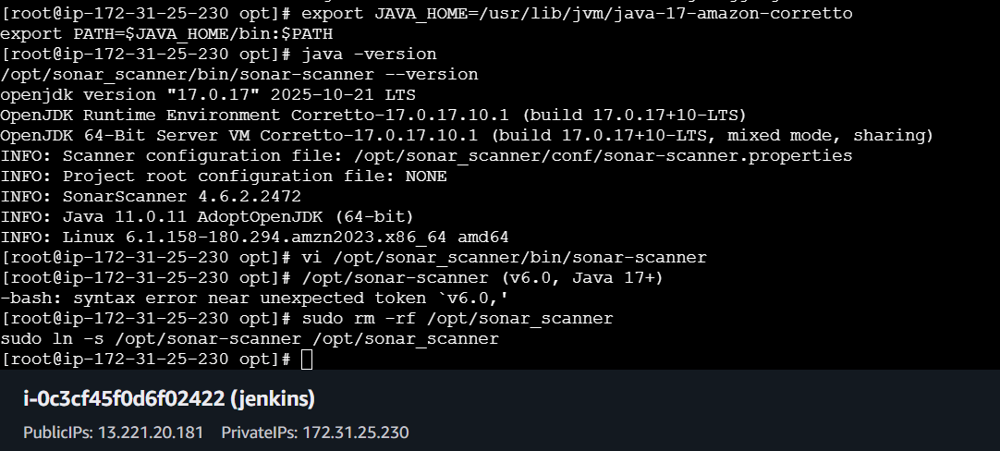 [root@ip-172-31-25-230 opt]# export JAVA_HOME=/usr/lib/jvm/java-17-amazon-corretto
export PATH=$JAVA_HOME/bin:$PATH
[root@ip-172-31-25-230 opt]# java -version
/opt/sonar_scanner/bin/sonar-scanner --version
openjdk version "17.0.17" 2025-10-21 LTS
OpenJDK Runtime Environment Corretto-17.0.17.10.1 (build 17.0.17+10-LTS)
OpenJDK 64-Bit Server VM Corretto-17.0.17.10.1 (build 17.0.17+10-LTS, mixed mode, sharing)
INFO: Scanner configuration file: /opt/sonar_scanner/conf/sonar-scanner.properties
INFO: Project root configuration file: NONE
INFO: SonarScanner 4.6.2.2472
INFO: Java 11.0.11 AdoptOpenJDK (64-bit)
INFO: Linux 6.1.158-180.294.amzn2023.x86_64 amd64
[root@ip-172-31-25-230 opt]# vi /opt/sonar_scanner/bin/sonar-scanner
[root@ip-172-31-25-230 opt]# /opt/sonar-scanner (v6.0, Java 17+)
-bash: syntax error near unexpected token `v6.0,'
[root@ip-172-31-25-230 opt]# sudo rm -rf /opt/sonar_scanner
sudo ln -s /opt/sonar-scanner /opt/sonar_scanner
[root@ip-172-31-25-230 opt]#
i-0c3cf45f0d6f02422 (jenkins)
PublicIPs: 13.221.20.181 PrivateIPs: 172.31.25.230